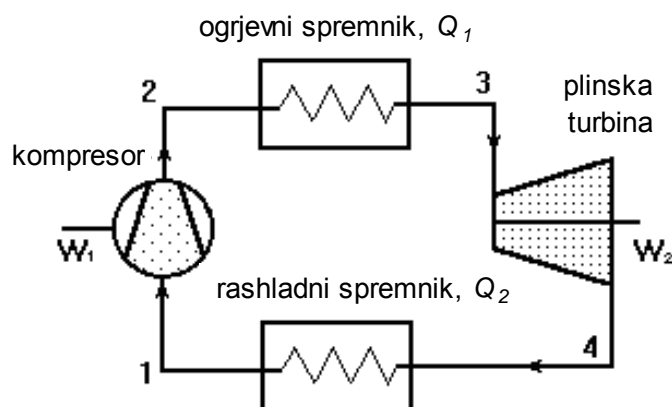 ogrjevni spremnik, Q₁
2
3
plinska
turbina
kompresor
W₁
W₂
rashladni spremnik, Q₂
1
4